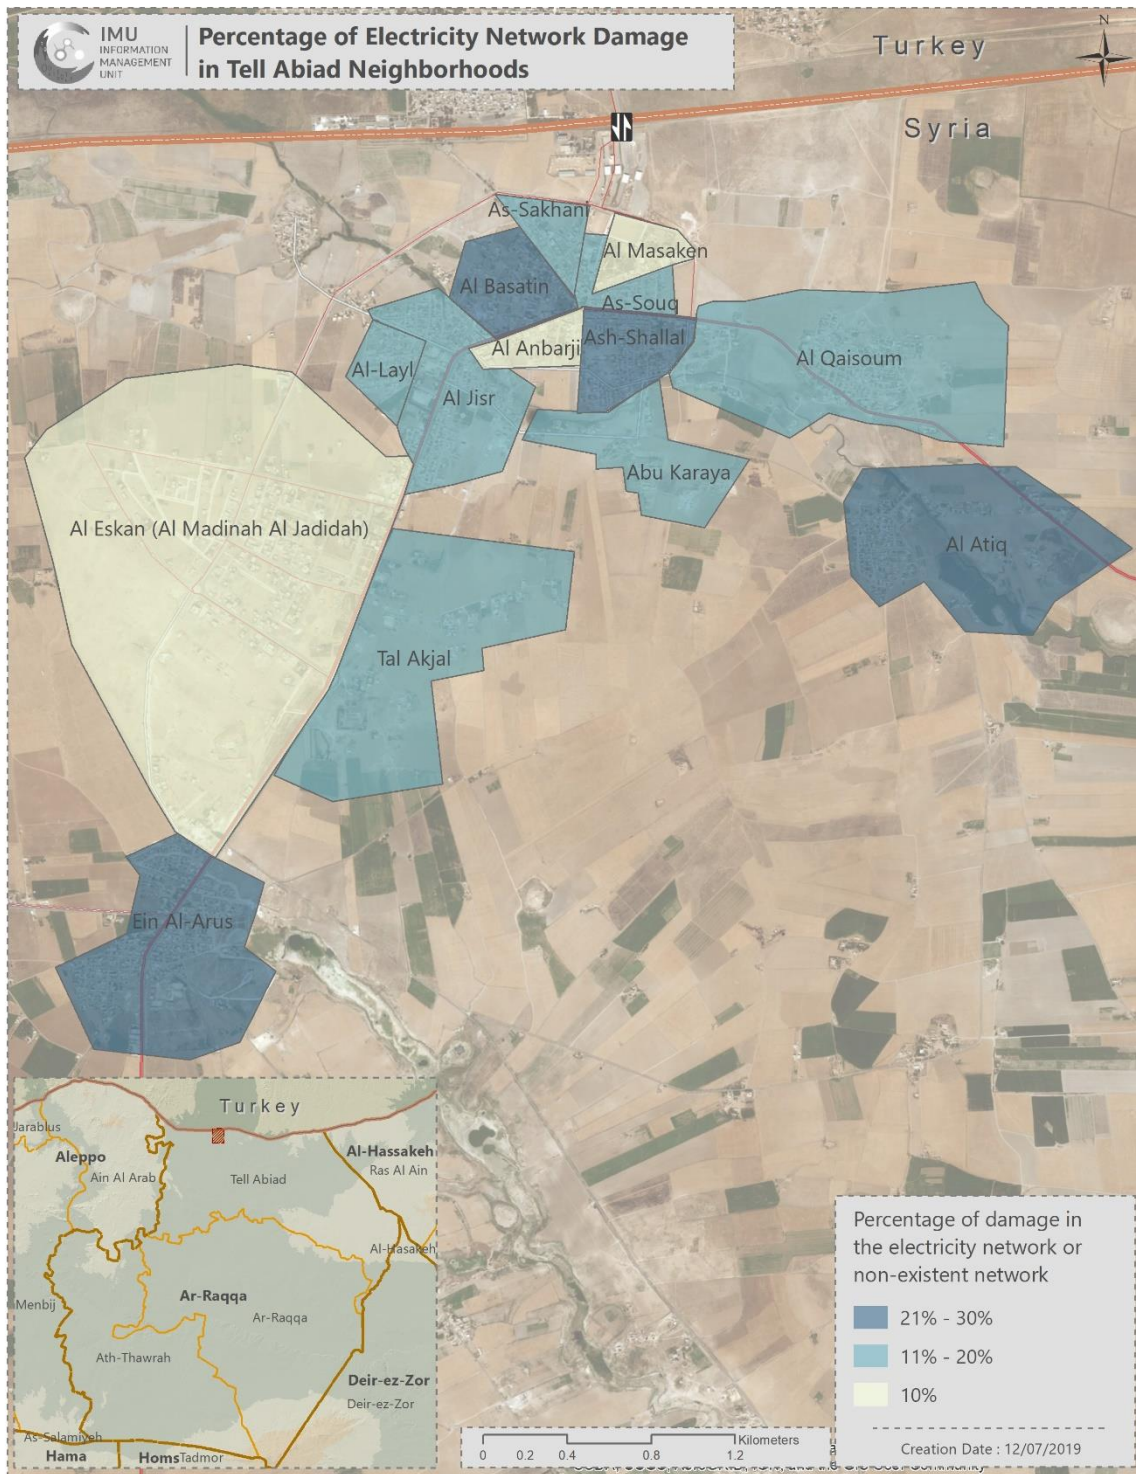 IMU
INFORMATION
MANAGEMENT
UNIT
Percentage of Electricity Network Damage
in Tell Abiad Neighborhoods
N
Turkey
Syria
As-Sakhani
Al Masaken
Al Basatin
As-Souq
Ash-Shallal
Al Anbarji
Al Qaisoum
Al-Layl
Al Jisr
Abu Karaya
Al Eskan (Al Madinah Al Jadidah)
Al Atiq
Tal Akjal
Ein Al-Arus
Turkey
Jarablus
Aleppo
Ain Al Arab
Al-Hassakeh
Ras Al Ain
Tell Abiad
Al-Hasakeh
Menbij
Ar-Raqqa
Ar-Raqqa
Ath-Thawrah
Deir-ez-Zor
Deir-ez-Zor
As-Salamiyeh
Hama
Homs
Tadmor
Percentage of damage in
the electricity network or
non-existent network
21% - 30%
11% - 20%
10%
Creation Date : 12/07/2019
Kilometers
0 0.2 0.4 0.8 1.2